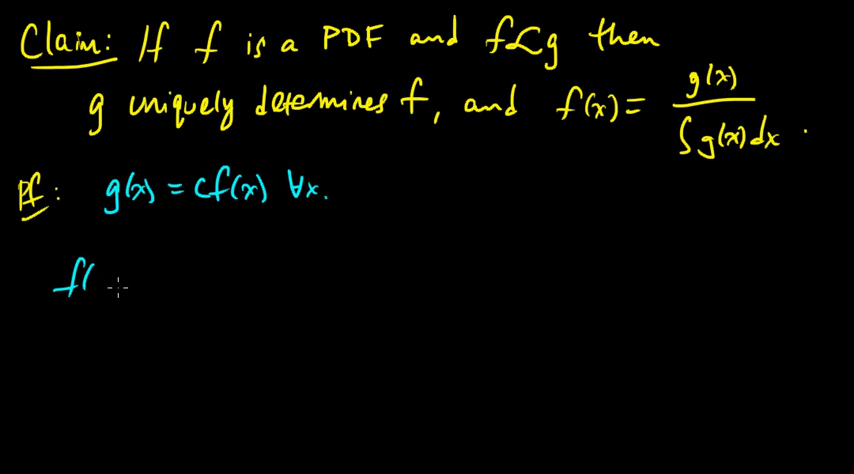 Claim: If f is a PDF and f∝g then
g uniquely determines f, and f(x) = g(x) / ∫g(x)dx .
Pf: g(x) = cf(x) ∀x.
f(